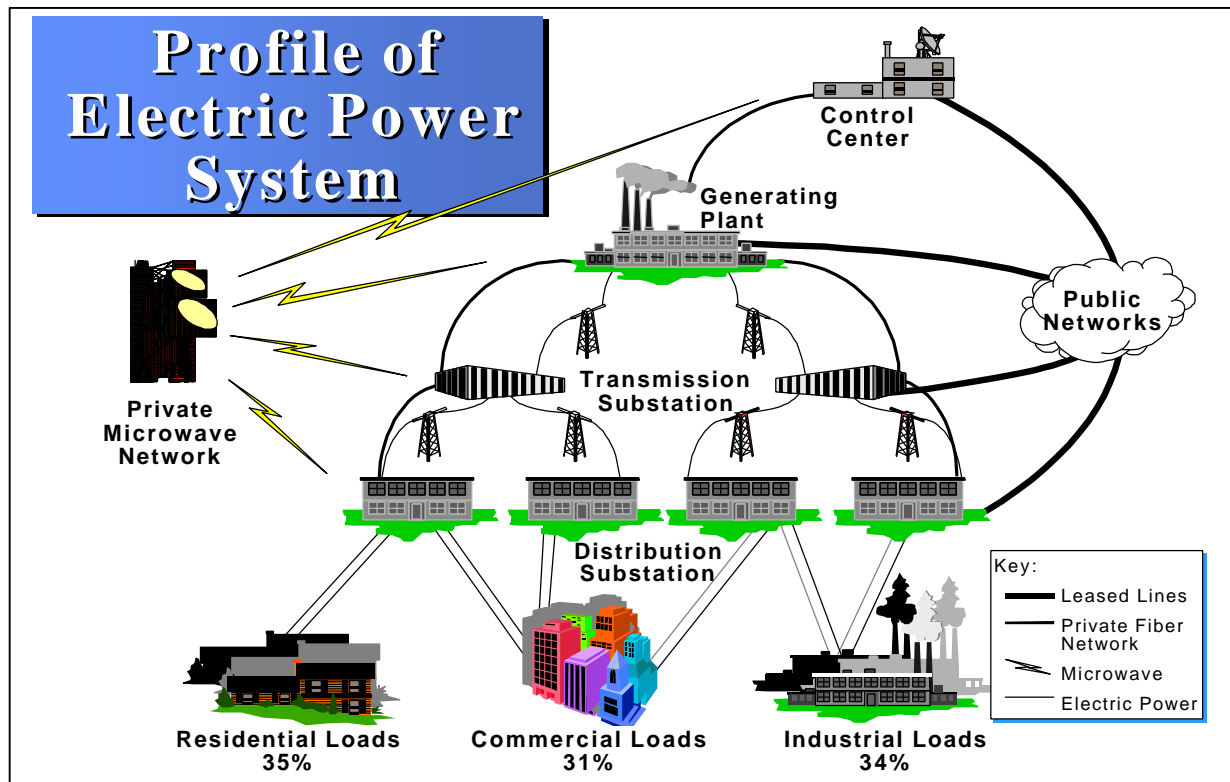 Profile of
Electric Power
System
Control
Center
Generating
Plant
Public
Networks
Transmission
Substation
Private
Microwave
Network
Distribution
Substation
Key:
Leased Lines
Private Fiber
Network
Microwave
Electric Power
Residential Loads
35%
Commercial Loads
31%
Industrial Loads
34%